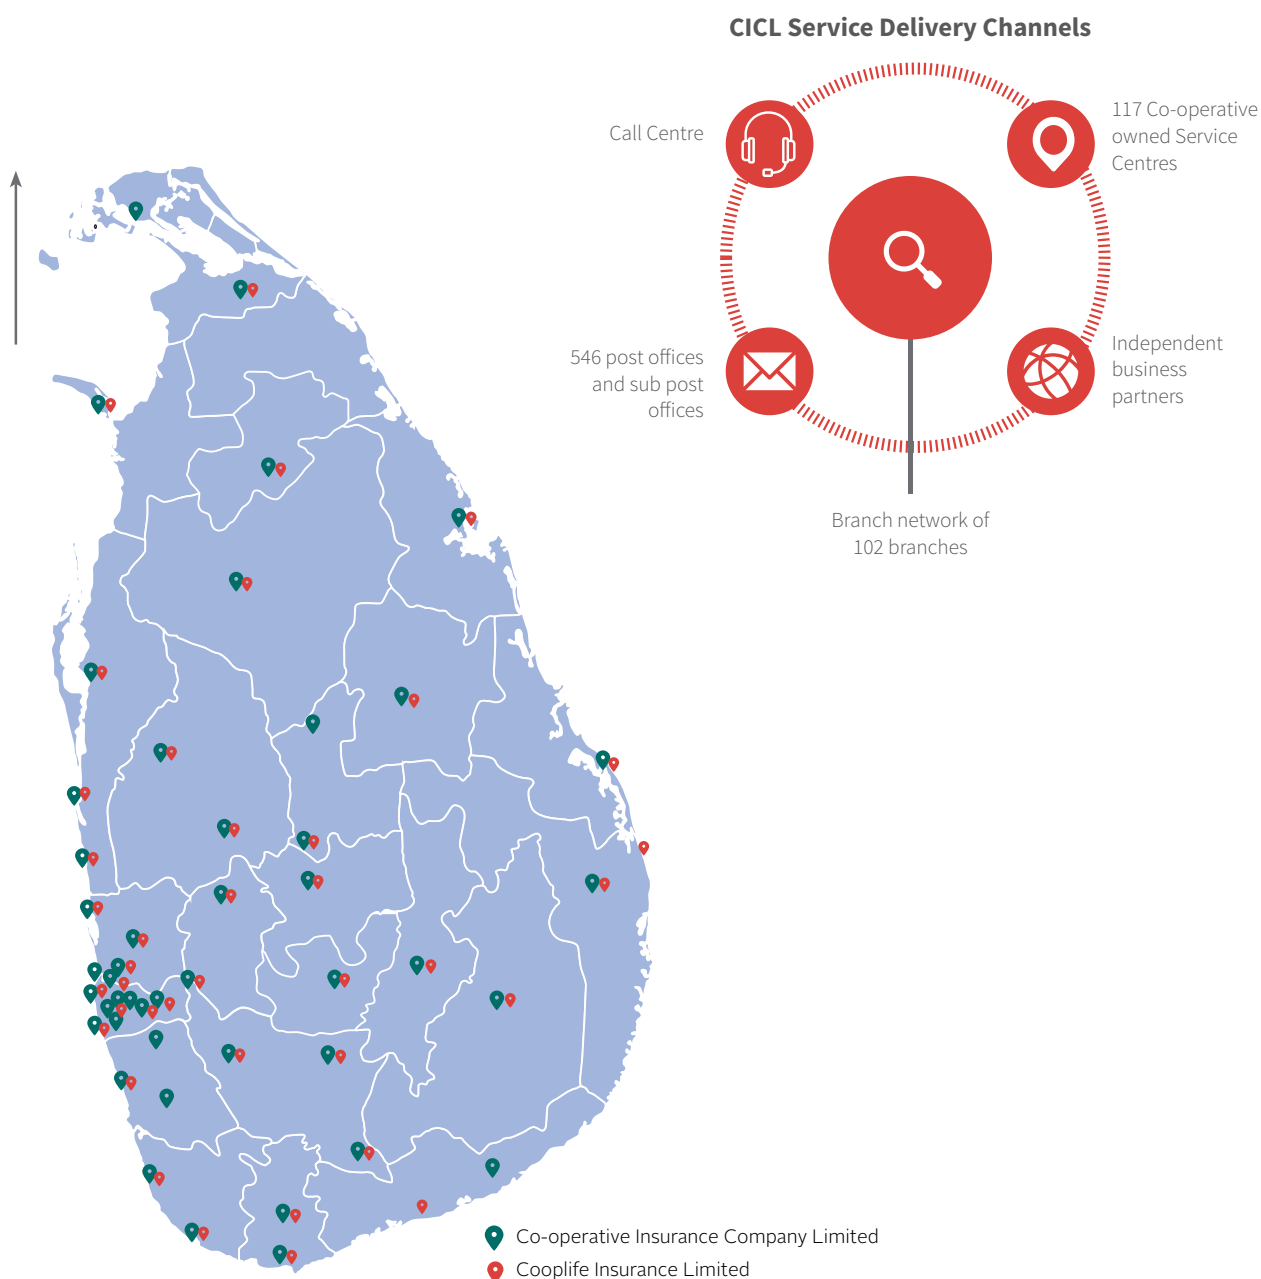 CICL Service Delivery Channels
Call Centre
117 Co-operative
owned Service
Centres
546 post offices
and sub post
offices
Independent
business
partners
Branch network of
102 branches
Co-operative Insurance Company Limited
Cooplife Insurance Limited